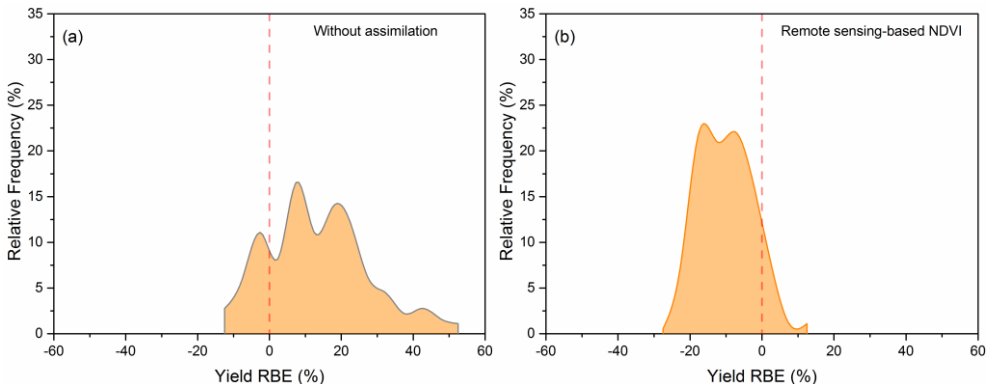 (a)
Without assimilation
Relative Frequency (%)
35
30
25
20
15
10
5
0
-60 -40 -20 0 20 40 60
Yield RBE (%)
(b)
Remote sensing-based NDVI
Relative Frequency (%)
35
30
25
20
15
10
5
0
-60 -40 -20 0 20 40 60
Yield RBE (%)